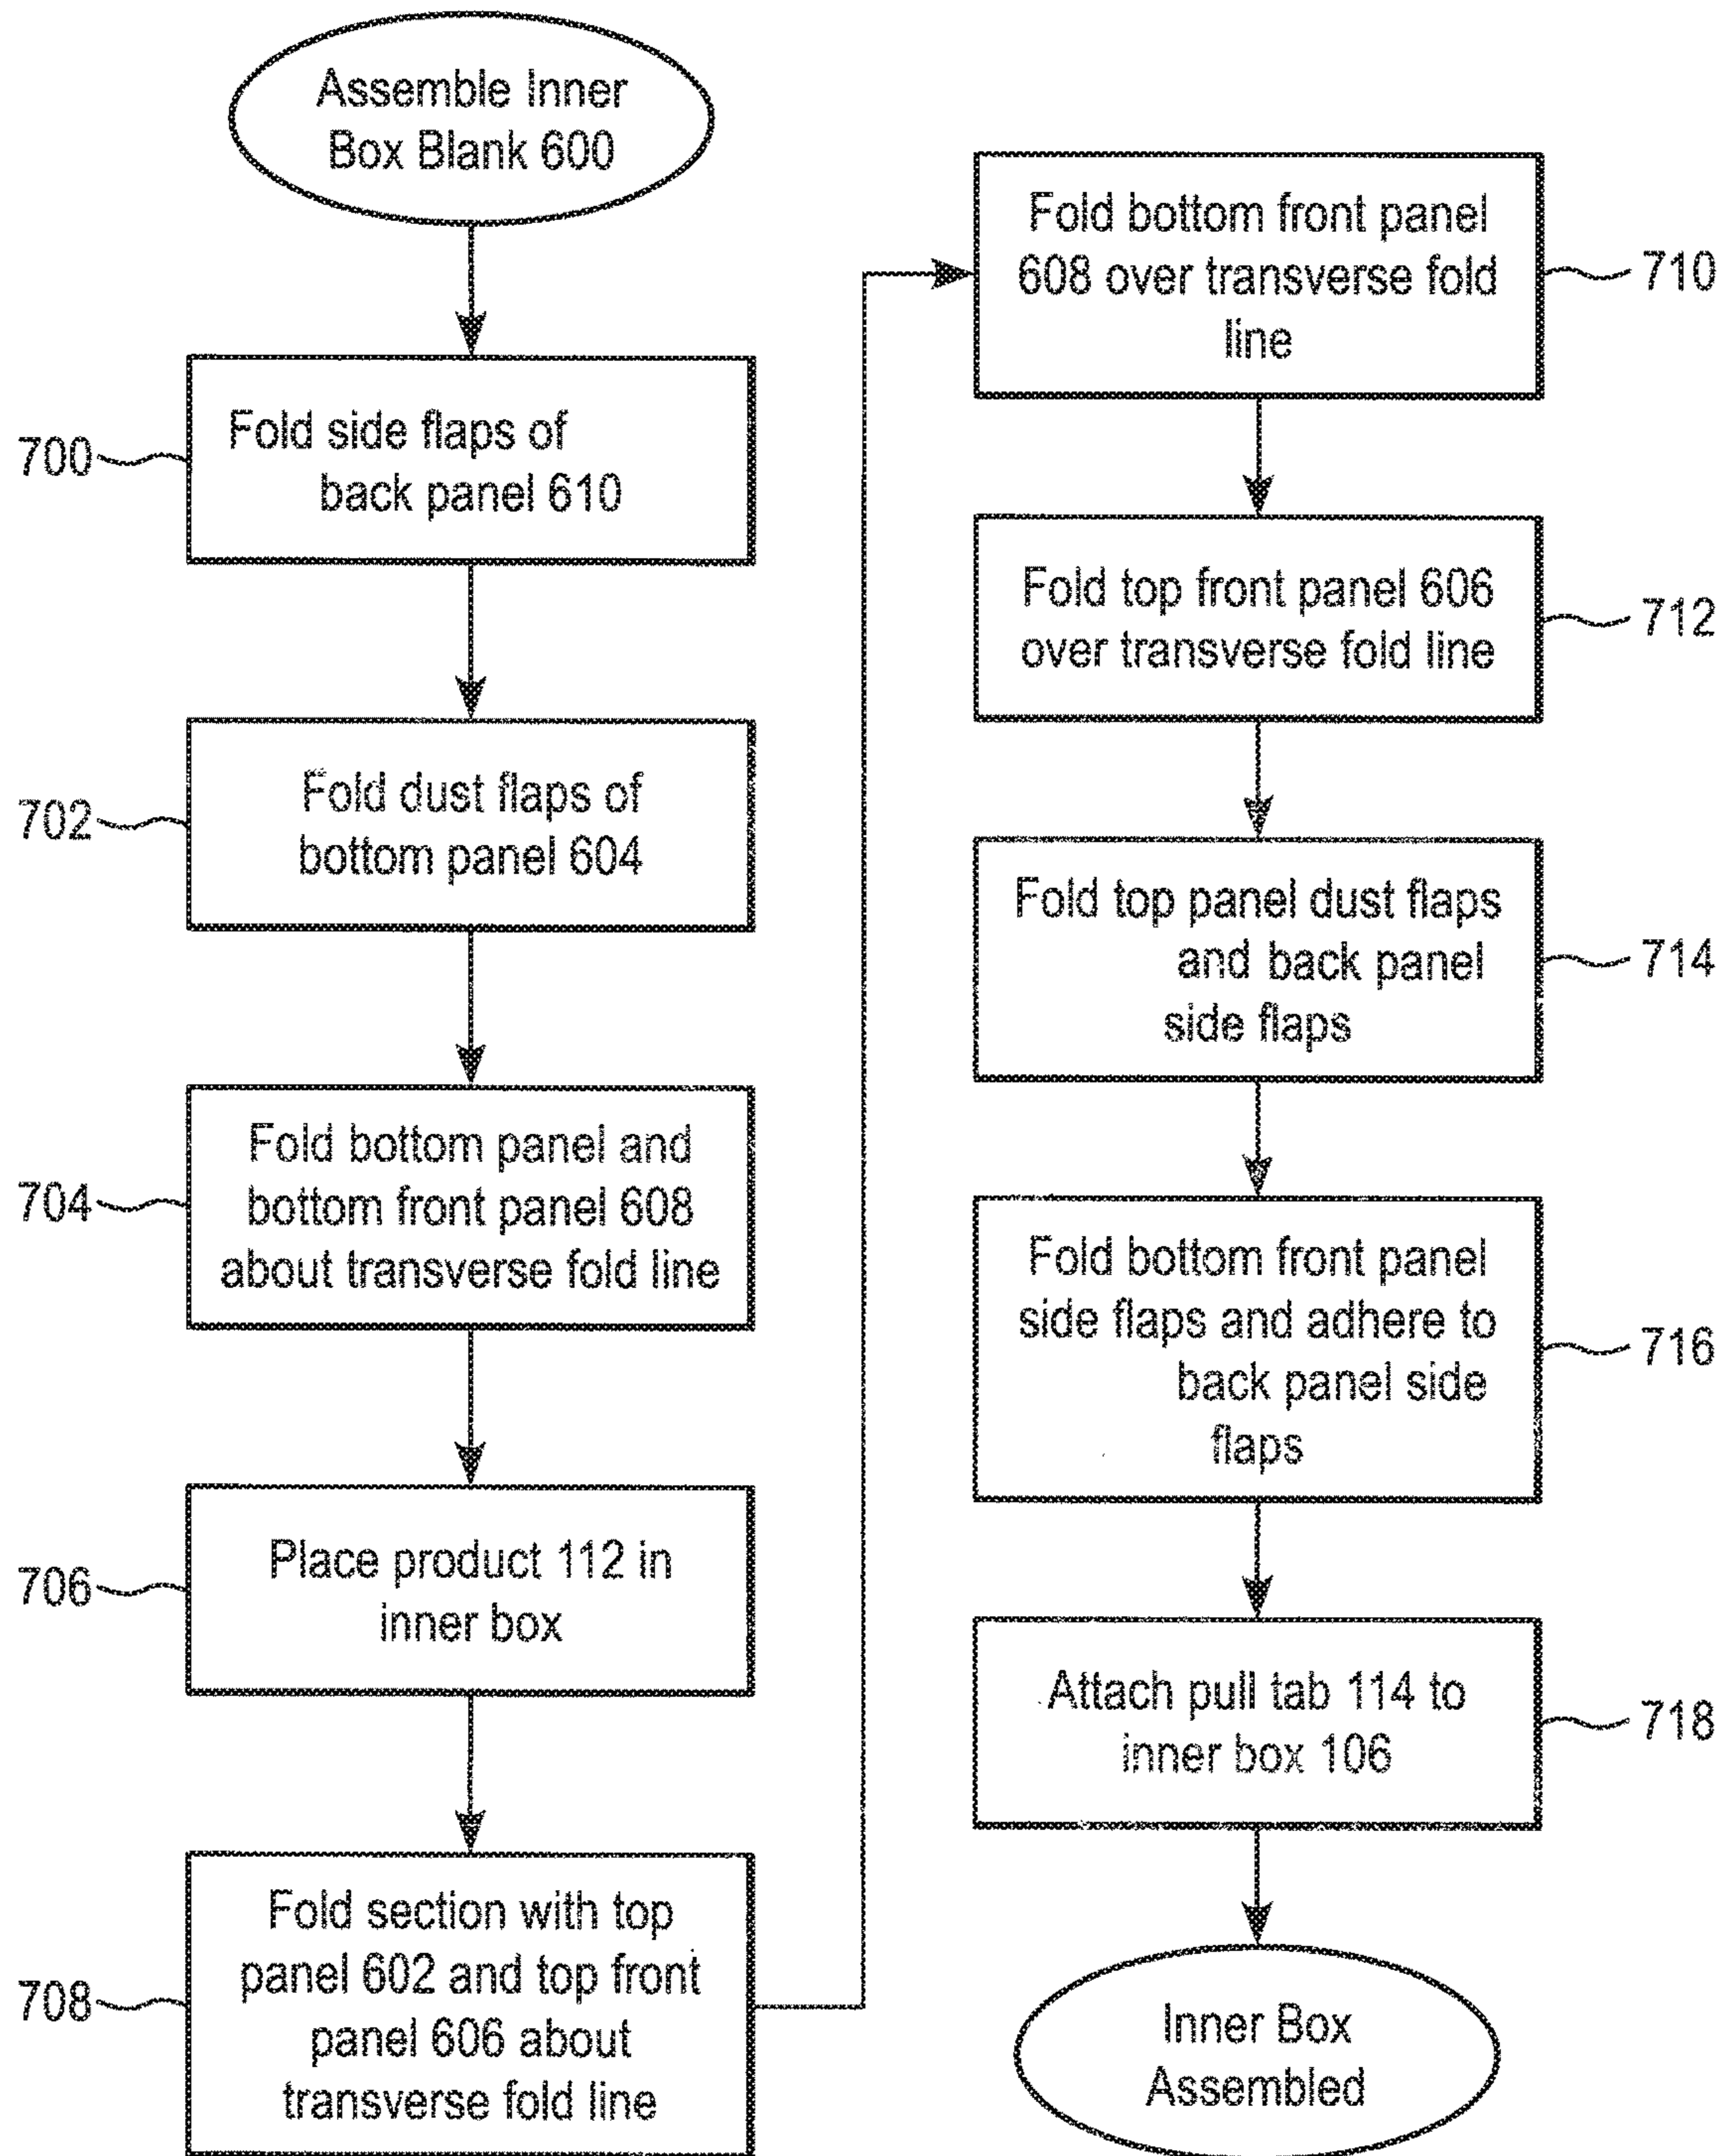 Assemble Inner
Box Blank 600
700
Fold side flaps of
back panel 610
702
Fold dust flaps of
bottom panel 604
704
Fold bottom panel and
bottom front panel 608
about transverse fold line
706
Place product 112 in
inner box
708
Fold section with top
panel 602 and top front
panel 606 about
transverse fold line
Fold bottom front panel
608 over transverse fold
line
710
Fold top front panel 606
over transverse fold line
712
Fold top panel dust flaps
and back panel
side flaps
714
Fold bottom front panel
side flaps and adhere to
back panel side
flaps
716
Attach pull tab 114 to
inner box 106
718
Inner Box
Assembled